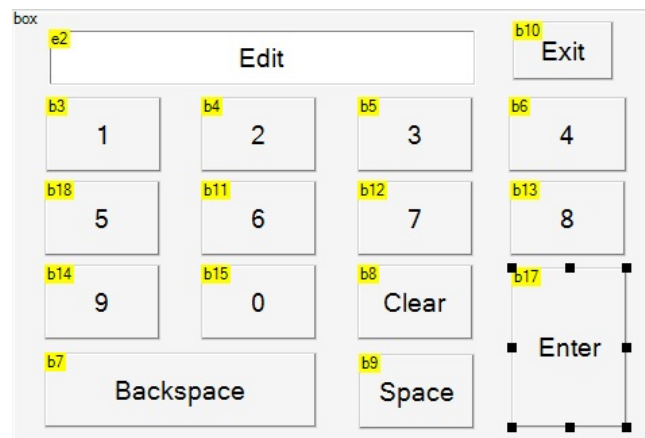 box
e2 Edit b10 Exit
b3 1 b4 2 b5 3 b6 4
b18 5 b11 6 b12 7 b13 8
b14 9 b15 0 b8 Clear b17 Enter
b7 Backspace b9 Space